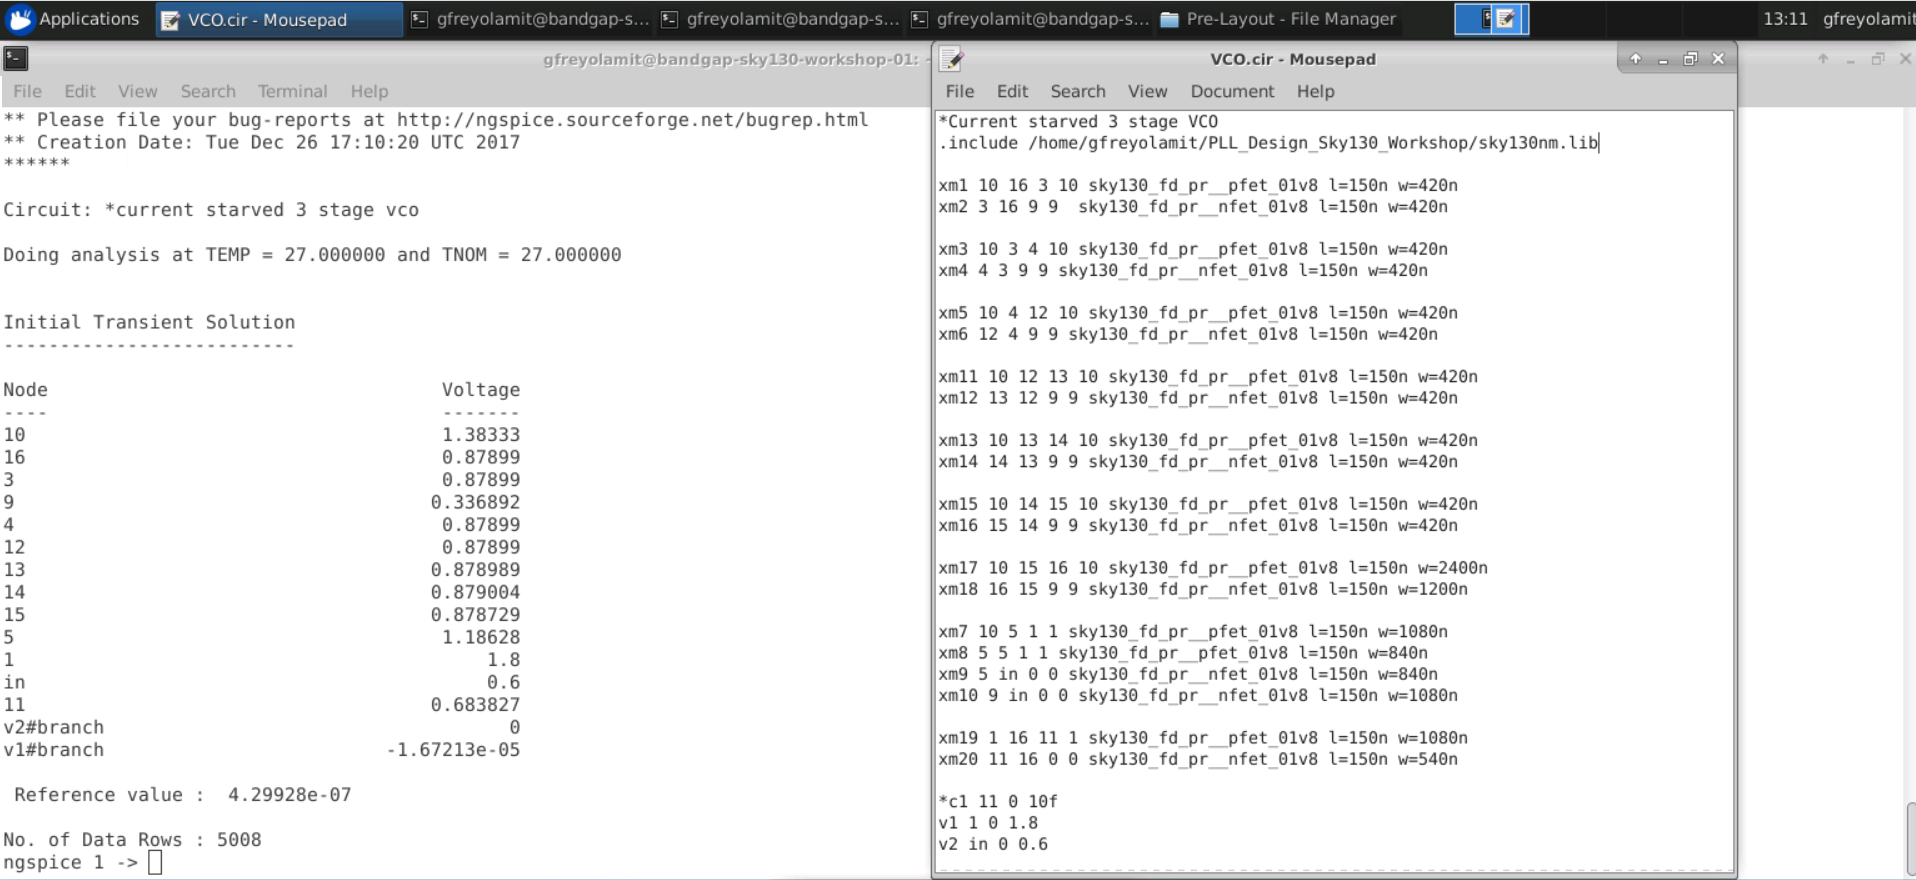 Applications
VCO.cir - Mousepad
gfreyolamit@bandgap-s...
gfreyolamit@bandgap-s...
gfreyolamit@bandgap-s...
Pre-Layout - File Manager
13:11
gfreyolamit
gfreyolamit@bandgap-sky130-workshop-01: -
File Edit View Search Terminal Help
** Please file your bug-reports at http://ngspice.sourceforge.net/bugrep.html
** Creation Date: Tue Dec 26 17:10:20 UTC 2017
******
Circuit: *current starved 3 stage vco
Doing analysis at TEMP = 27.000000 and TNOM = 27.000000
Initial Transient Solution
--------------------------
Node Voltage
---- -------
10 1.38333
16 0.87899
3 0.87899
9 0.336892
4 0.87899
12 0.87899
13 0.878989
14 0.879004
15 0.878729
5 1.18628
1 1.8
in 0.6
11 0.683827
v2#branch 0
v1#branch -1.67213e-05
Reference value : 4.29928e-07
No. of Data Rows : 5008
ngspice 1 ->
VCO.cir - Mousepad
File Edit Search View Document Help
*Current starved 3 stage VCO
.include /home/gfreyolamit/PLL_Design_Sky130_Workshop/sky130nm.lib
xm1 10 16 3 10 sky130_fd_pr__pfet_01v8 l=150n w=420n
xm2 3 16 9 9  sky130_fd_pr__nfet_01v8 l=150n w=420n
xm3 10 3 4 10 sky130_fd_pr__pfet_01v8 l=150n w=420n
xm4 4 3 9 9 sky130_fd_pr__nfet_01v8 l=150n w=420n
xm5 10 4 12 10 sky130_fd_pr__pfet_01v8 l=150n w=420n
xm6 12 4 9 9 sky130_fd_pr__nfet_01v8 l=150n w=420n
xm11 10 12 13 10 sky130_fd_pr__pfet_01v8 l=150n w=420n
xm12 13 12 9 9 sky130_fd_pr__nfet_01v8 l=150n w=420n
xm13 10 13 14 10 sky130_fd_pr__pfet_01v8 l=150n w=420n
xm14 14 13 9 9 sky130_fd_pr__nfet_01v8 l=150n w=420n
xm15 10 14 15 10 sky130_fd_pr__pfet_01v8 l=150n w=420n
xm16 15 14 9 9 sky130_fd_pr__nfet_01v8 l=150n w=420n
xm17 10 15 16 10 sky130_fd_pr__pfet_01v8 l=150n w=2400n
xm18 16 15 9 9 sky130_fd_pr__nfet_01v8 l=150n w=1200n
xm7 10 5 1 1 sky130_fd_pr__pfet_01v8 l=150n w=1080n
xm8 5 5 1 1 sky130_fd_pr__pfet_01v8 l=150n w=840n
xm9 5 in 0 0 sky130_fd_pr__nfet_01v8 l=150n w=840n
xm10 9 in 0 0 sky130_fd_pr__nfet_01v8 l=150n w=1080n
xm19 1 16 11 1 sky130_fd_pr__pfet_01v8 l=150n w=1080n
xm20 11 16 0 0 sky130_fd_pr__nfet_01v8 l=150n w=540n
*c1 11 0 10f
v1 1 0 1.8
v2 in 0 0.6